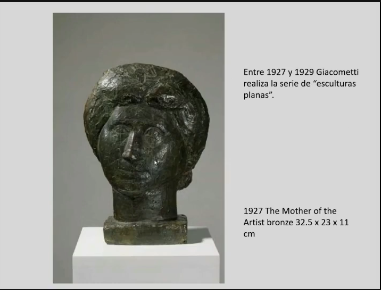 Entre 1927 y 1929 Giacometti
realiza la serie de “esculturas
planas”.
1927 The Mother of the
Artist bronze 32.5 x 23 x 11
cm